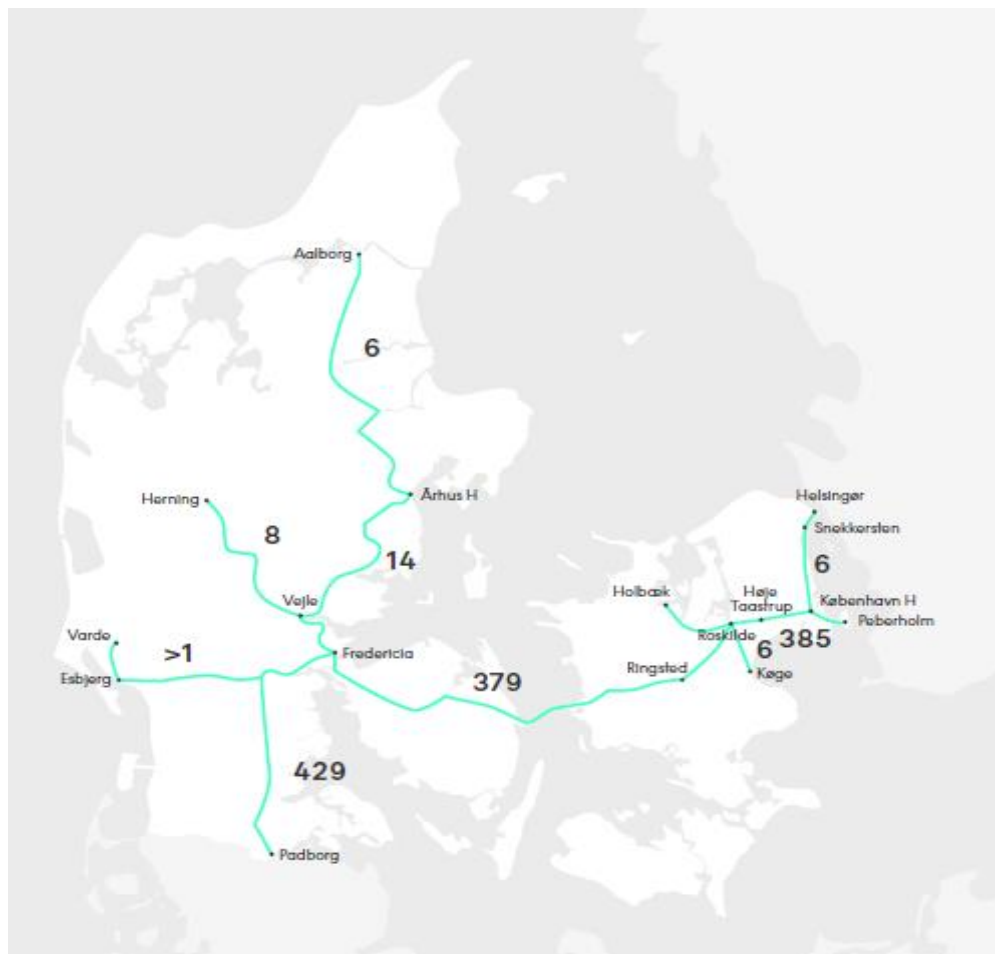 Aalborg
6
Århus H
Herning
8
14
Vejle
Varde
>1
Esbjerg
Fredericia
379
429
Padborg
Helsingør
Snekkersten
6
Holbæk
Høje
Taastrup
København H
Peberholm
Roskilde
385
6
Ringsted
Køge